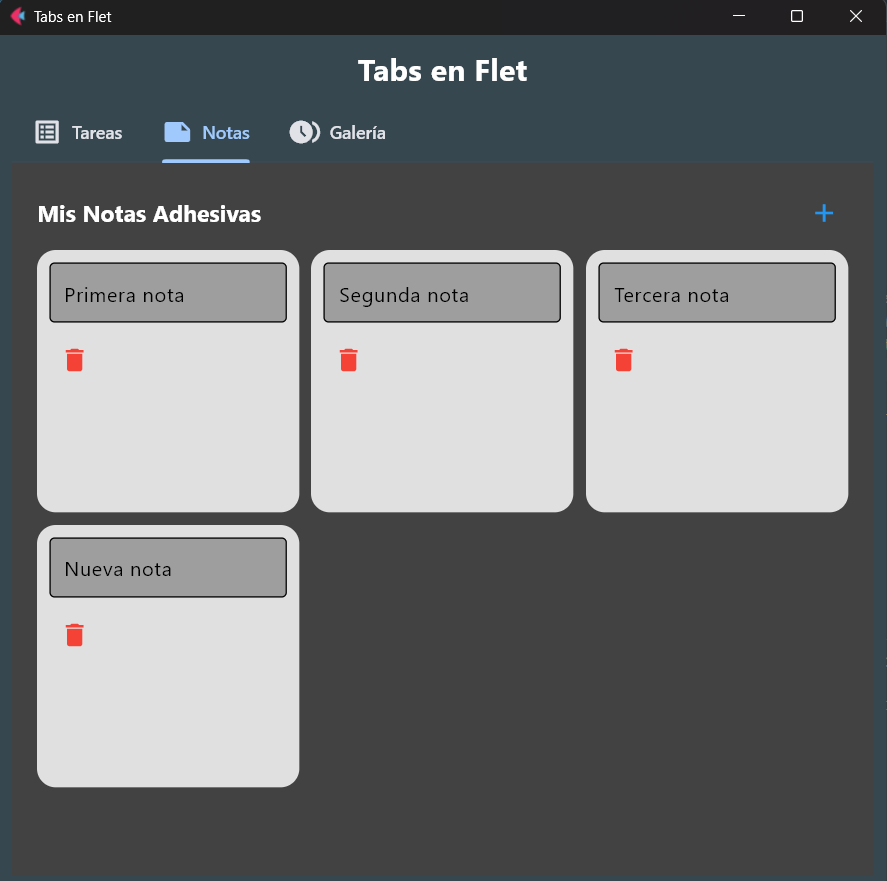 Tabs en Flet
Tabs en Flet
Tareas Notas Galería
Mis Notas Adhesivas
Primera nota Segunda nota Tercera nota
Nueva nota